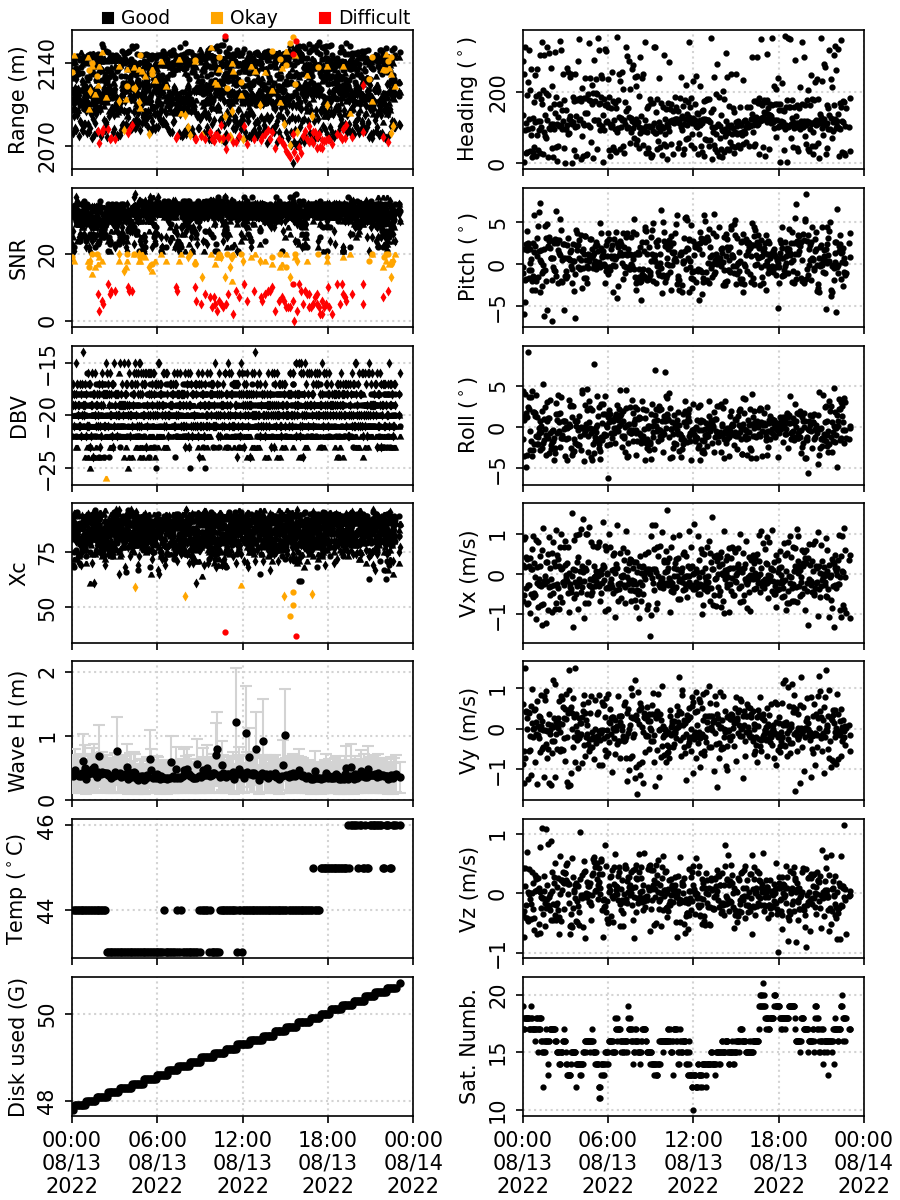 Good Okay Difficult
Range (m)
2140
2070
Heading (°)
200
0
SNR
20
0
Pitch (°)
5
0
−5
DBV
−15
−20
−25
Roll (°)
5
0
−5
Xc
75
50
Vx (m/s)
1
0
−1
Wave H (m)
2
1
0
Vy (m/s)
1
0
−1
Temp (°C)
46
44
Vz (m/s)
1
0
−1
Disk used (G)
50
48
Sat. Numb.
20
15
10
00:00 06:00 12:00 18:00 00:00
08/13 08/13 08/13 08/13 08/14
2022 2022 2022 2022 2022
00:00 06:00 12:00 18:00 00:00
08/13 08/13 08/13 08/13 08/14
2022 2022 2022 2022 2022